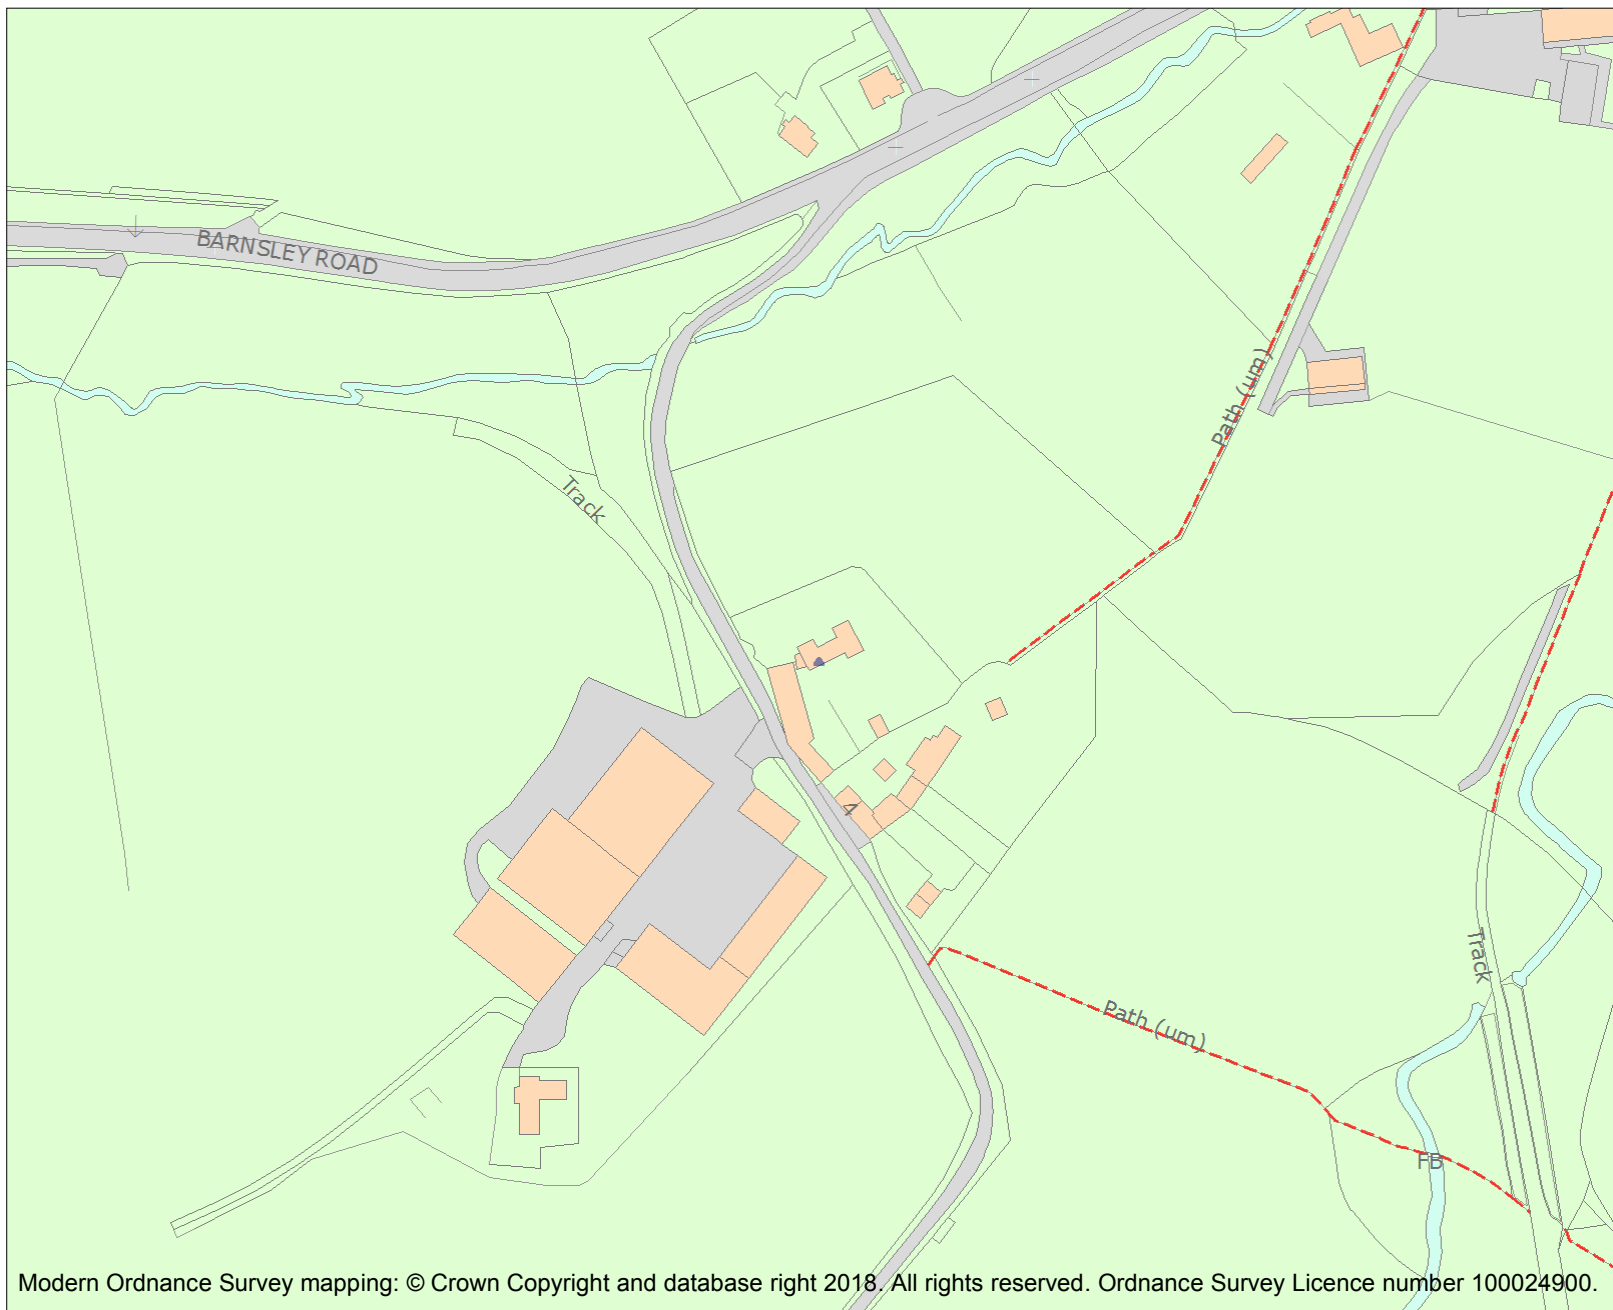 BARNSLEY ROAD
Path (um)
Track
4
Track
Path (um)
FB
Modern Ordnance Survey mapping: © Crown Copyright and database right 2018. All rights reserved. Ordnance Survey Licence number 100024900.